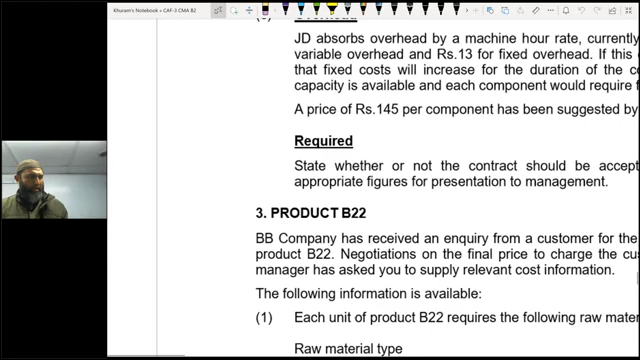 Khuram's Notebook » CAF-3 CMA B2
Overhead
JD absorbs overhead by a machine hour rate, currently
variable overhead and Rs.13 for fixed overhead. If this
that fixed costs will increase for the duration of the
capacity is available and each component would require
A price of Rs.145 per component has been suggested by
Required
State whether or not the contract should be
appropriate figures for presentation to management.
3. PRODUCT B22
BB Company has received an enquiry from a customer for the
product B22. Negotiations on the final price to charge the
manager has asked you to supply relevant cost information.
The following information is available:
(1) Each unit of product B22 requires the following raw
Raw material type